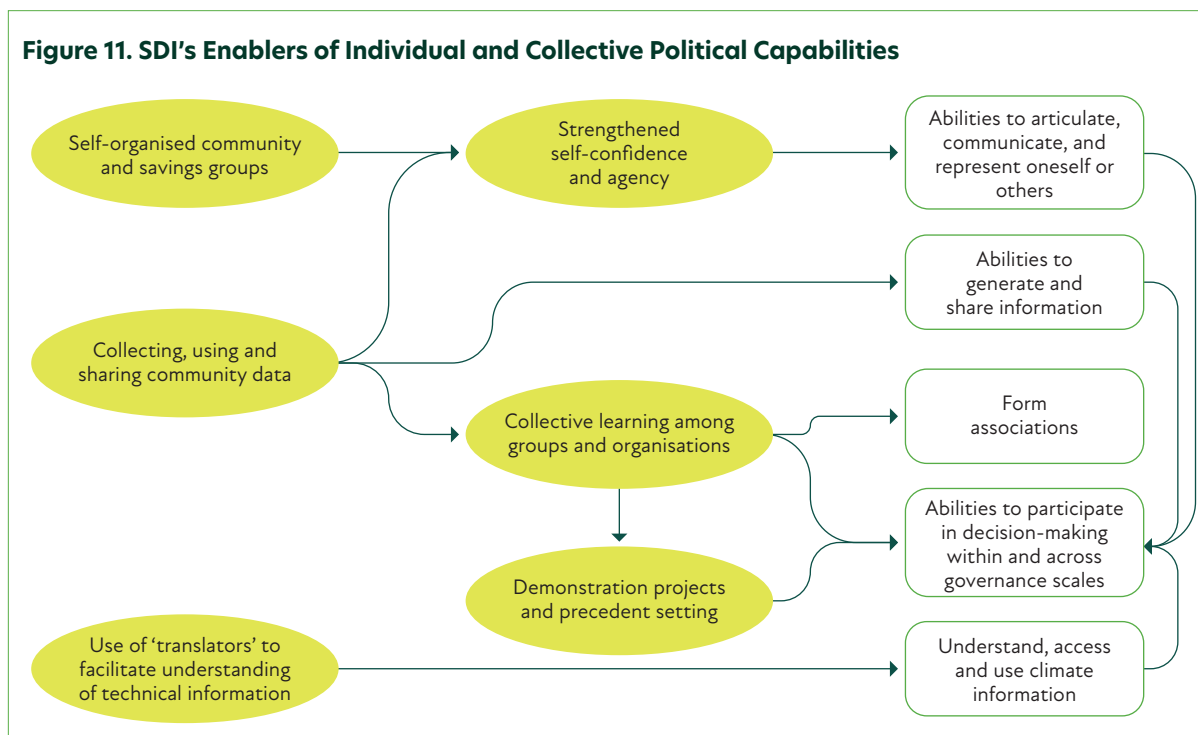 Figure 11. SDI’s Enablers of Individual and Collective Political Capabilities
Self-organised community
and savings groups
Strengthened
self-confidence
and agency
Abilities to articulate,
communicate, and
represent oneself or
others
Abilities to
generate and
share information
Collecting, using and
sharing community data
Collective learning among
groups and organisations
Form
associations
Abilities to participate
in decision-making
within and across
governance scales
Demonstration projects
and precedent setting
Use of ‘translators’ to
facilitate understanding
of technical information
Understand, access
and use climate
information